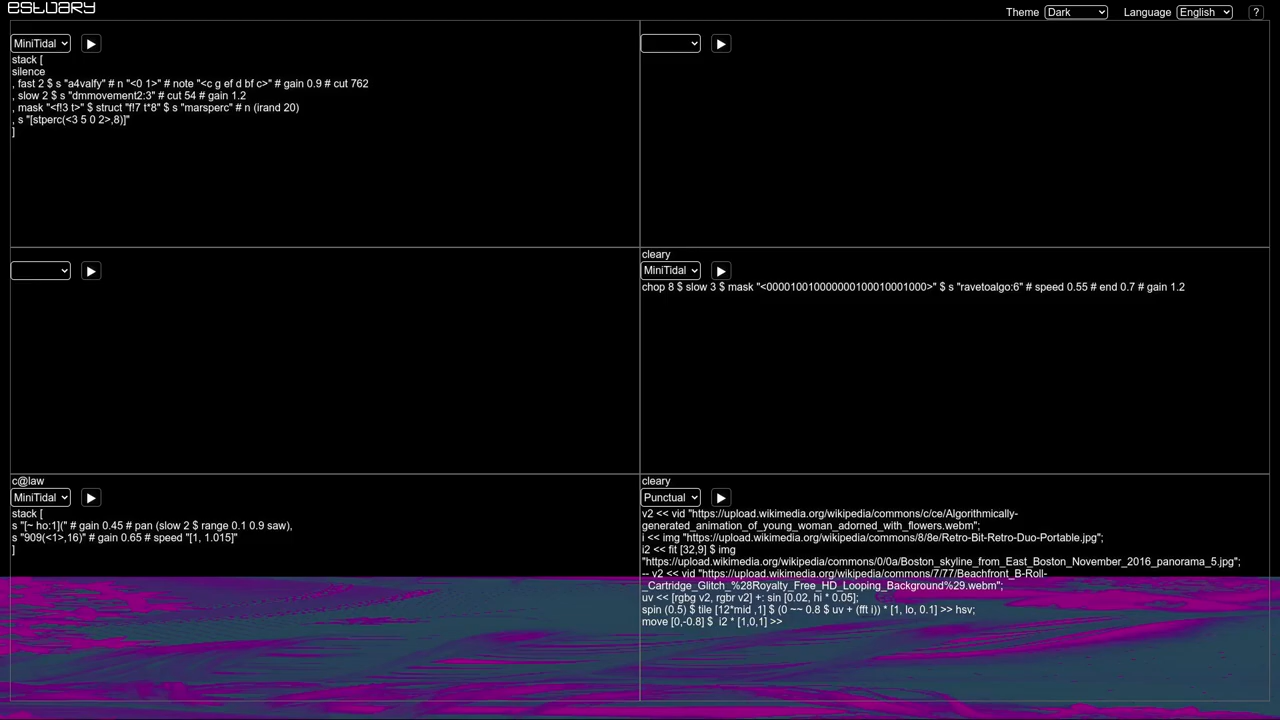 estuary
Theme Dark Language English ?
MiniTidal
stack [
silence
, fast 2 $ s "a4valfy" # n "<0 1>" # note "<c g ef d bf c>" # gain 0.9 # cut 762
, slow 2 $ s "dmmovement2:3" # cut 54 # gain 1.2
, mask "<f!3 t>" $ struct "f!7 t*8" $ s "marsperc" # n (irand 20)
, s "[stperc(<3 5 0 2>,8)]"
]
cleary
MiniTidal
chop 8 $ slow 3 $ mask "<000010010000000100010001000>" $ s "ravetoalgo:6" # speed 0.55 # end 0.7 # gain 1.2
c@law
MiniTidal
stack [
s "[~ ho:1](" # gain 0.45 # pan (slow 2 $ range 0.1 0.9 saw),
s "909(<1>,16)" # gain 0.65 # speed "[1, 1.015]"
]
cleary
Punctual
v2 << vid "https://upload.wikimedia.org/wikipedia/commons/c/ce/Algorithmically-
generated_animation_of_young_woman_adorned_with_flowers.webm";
i << img "https://upload.wikimedia.org/wikipedia/commons/8/8e/Retro-Bit-Retro-Duo-Portable.jpg";
i2 << fit [32,9] $ img
"https://upload.wikimedia.org/wikipedia/commons/0/0a/Boston_skyline_from_East_Boston_November_2016_panorama_5.jpg";
-- v2 << vid "https://upload.wikimedia.org/wikipedia/commons/7/77/Beachfront_B-Roll-
_Cartridge_Glitch_%28Royalty_Free_HD_Looping_Background%29.webm";
uv << [rgbg v2, rgbr v2] +: sin [0.02, hi * 0.05];
spin (0.5) $ tile [12*mid ,1] $ (0 ~~ 0.8 $ uv + (fft i)) * [1, lo, 0.1] >> hsv;
move [0,-0.8] $ i2 * [1,0,1] >>